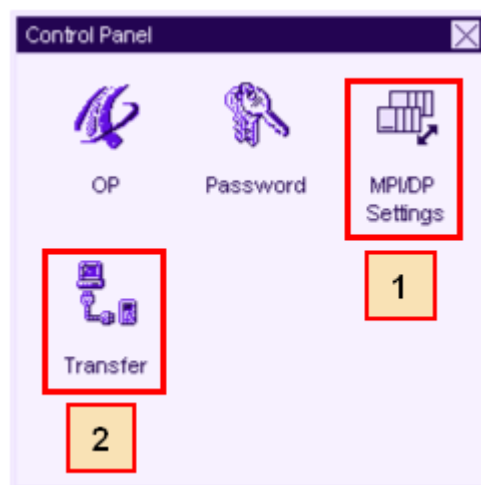 Control Panel
OP
Password
MPI/DP
Settings
1
Transfer
2